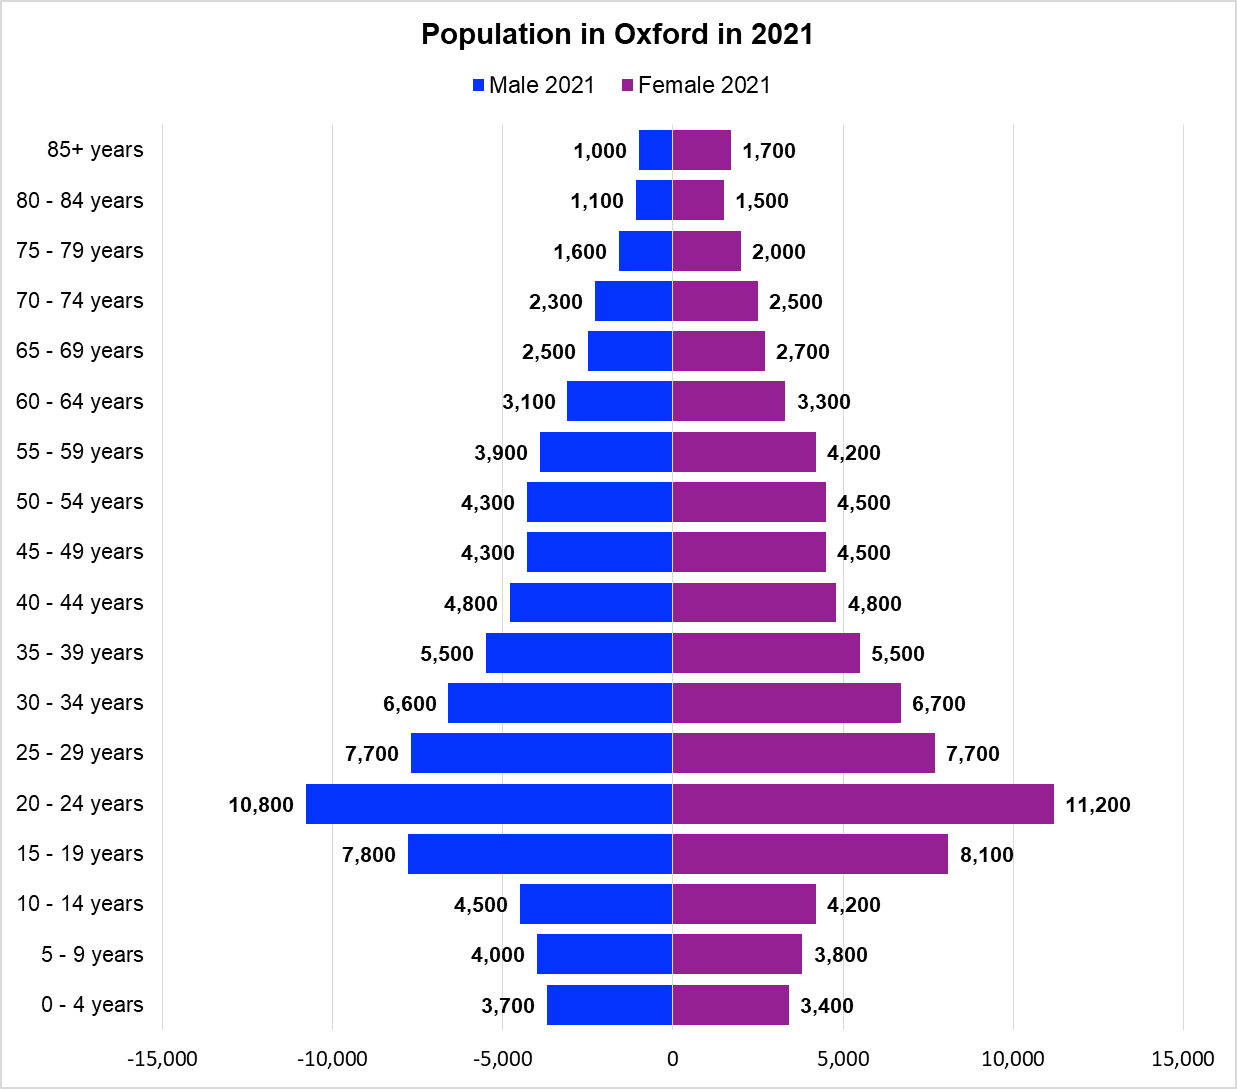 Population in Oxford in 2021
Male 2021 Female 2021
85+ years 1,000 1,700
80 - 84 years 1,100 1,500
75 - 79 years 1,600 2,000
70 - 74 years 2,300 2,500
65 - 69 years 2,500 2,700
60 - 64 years 3,100 3,300
55 - 59 years 3,900 4,200
50 - 54 years 4,300 4,500
45 - 49 years 4,300 4,500
40 - 44 years 4,800 4,800
35 - 39 years 5,500 5,500
30 - 34 years 6,600 6,700
25 - 29 years 7,700 7,700
20 - 24 years 10,800 11,200
15 - 19 years 7,800 8,100
10 - 14 years 4,500 4,200
5 - 9 years 4,000 3,800
0 - 4 years 3,700 3,400
-15,000 -10,000 -5,000 0 5,000 10,000 15,000